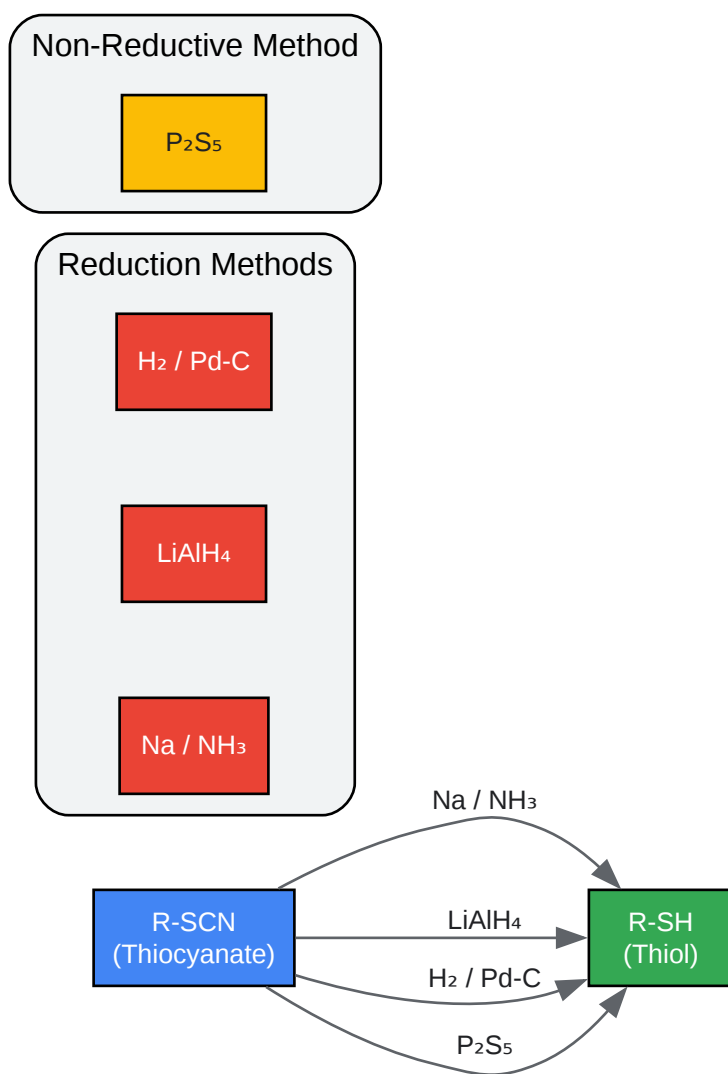 Non-Reductive Method
P₂S₅
Reduction Methods
H₂ / Pd-C
LiAlH₄
Na / NH₃
Na / NH₃
R-SCN
(Thiocyanate)
LiAlH₄
R-SH
(Thiol)
H₂ / Pd-C
P₂S₅